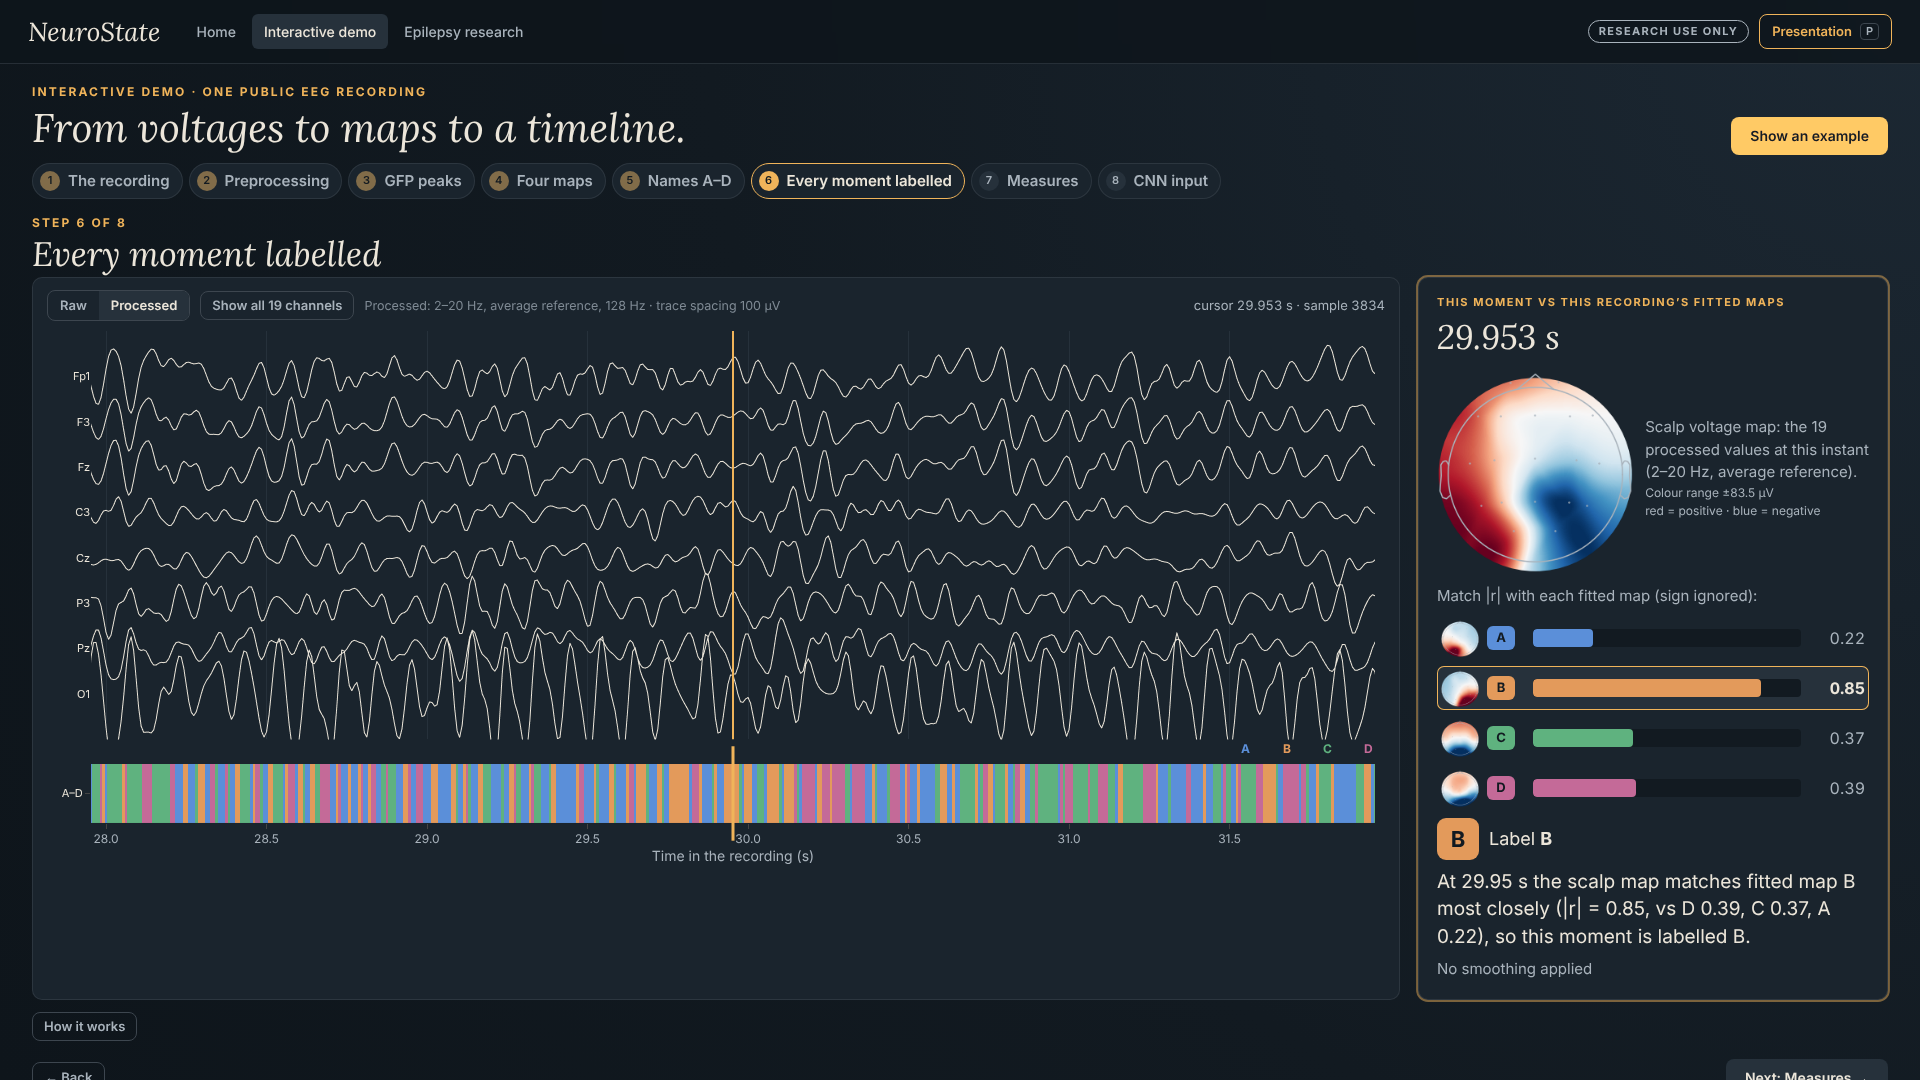 NeuroState
Home
Interactive demo
Epilepsy research
RESEARCH USE ONLY
Presentation P
INTERACTIVE DEMO · ONE PUBLIC EEG RECORDING
From voltages to maps to a timeline.
Show an example
1 The recording
2 Preprocessing
3 GFP peaks
4 Four maps
5 Names A–D
6 Every moment labelled
7 Measures
8 CNN input
STEP 6 OF 8
Every moment labelled
Raw
Processed
Show all 19 channels
Processed: 2–20 Hz, average reference, 128 Hz · trace spacing 100 µV
cursor 29.953 s · sample 3834
Fp1
F3
Fz
C3
Cz
P3
Pz
O1
A B C D
A–D
28.0 28.5 29.0 29.5 30.0 30.5 31.0 31.5
Time in the recording (s)
THIS MOMENT VS THIS RECORDING'S FITTED MAPS
29.953 s
Scalp voltage map: the 19
processed values at this instant
(2–20 Hz, average reference).
Colour range ±83.5 µV
red = positive · blue = negative
Match |r| with each fitted map (sign ignored):
A 0.22
B 0.85
C 0.37
D 0.39
B Label B
At 29.95 s the scalp map matches fitted map B
most closely (|r| = 0.85, vs D 0.39, C 0.37, A
0.22), so this moment is labelled B.
No smoothing applied
How it works
← Back
Next: Measures →